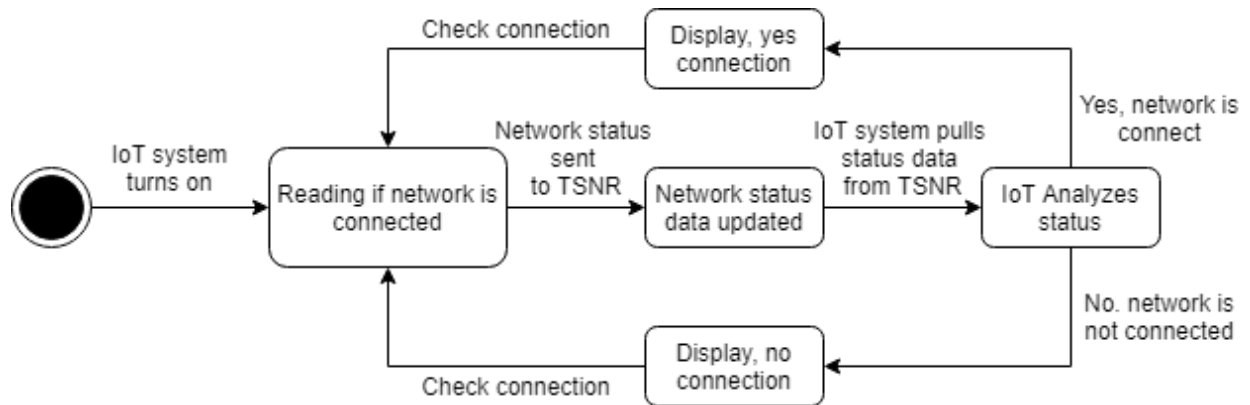 Check connection
Display, yes
connection
Yes, network is
connect
IoT system
turns on
Reading if network is
connected
Network status
sent
to TSNR
Network status
data updated
IoT system pulls
status data
from TSNR
IoT Analyzes
status
No. network is
not connected
Display, no
connection
Check connection